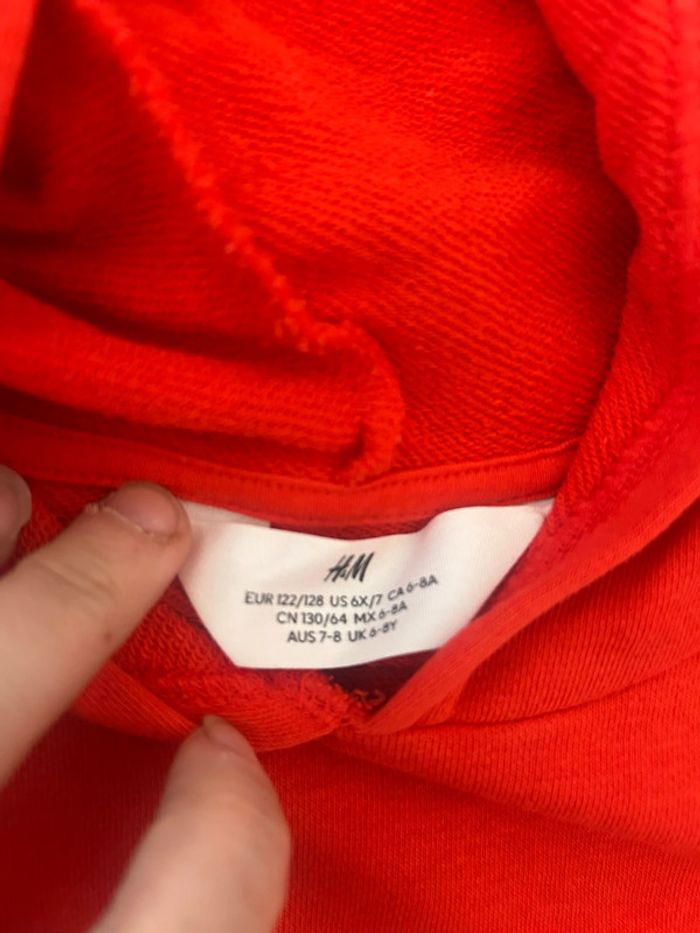 H&M
EUR 122/128 US 6X/7 CA 6-8A
CN 130/64 MX 6-8A
AUS 7-8 UK 6-8Y